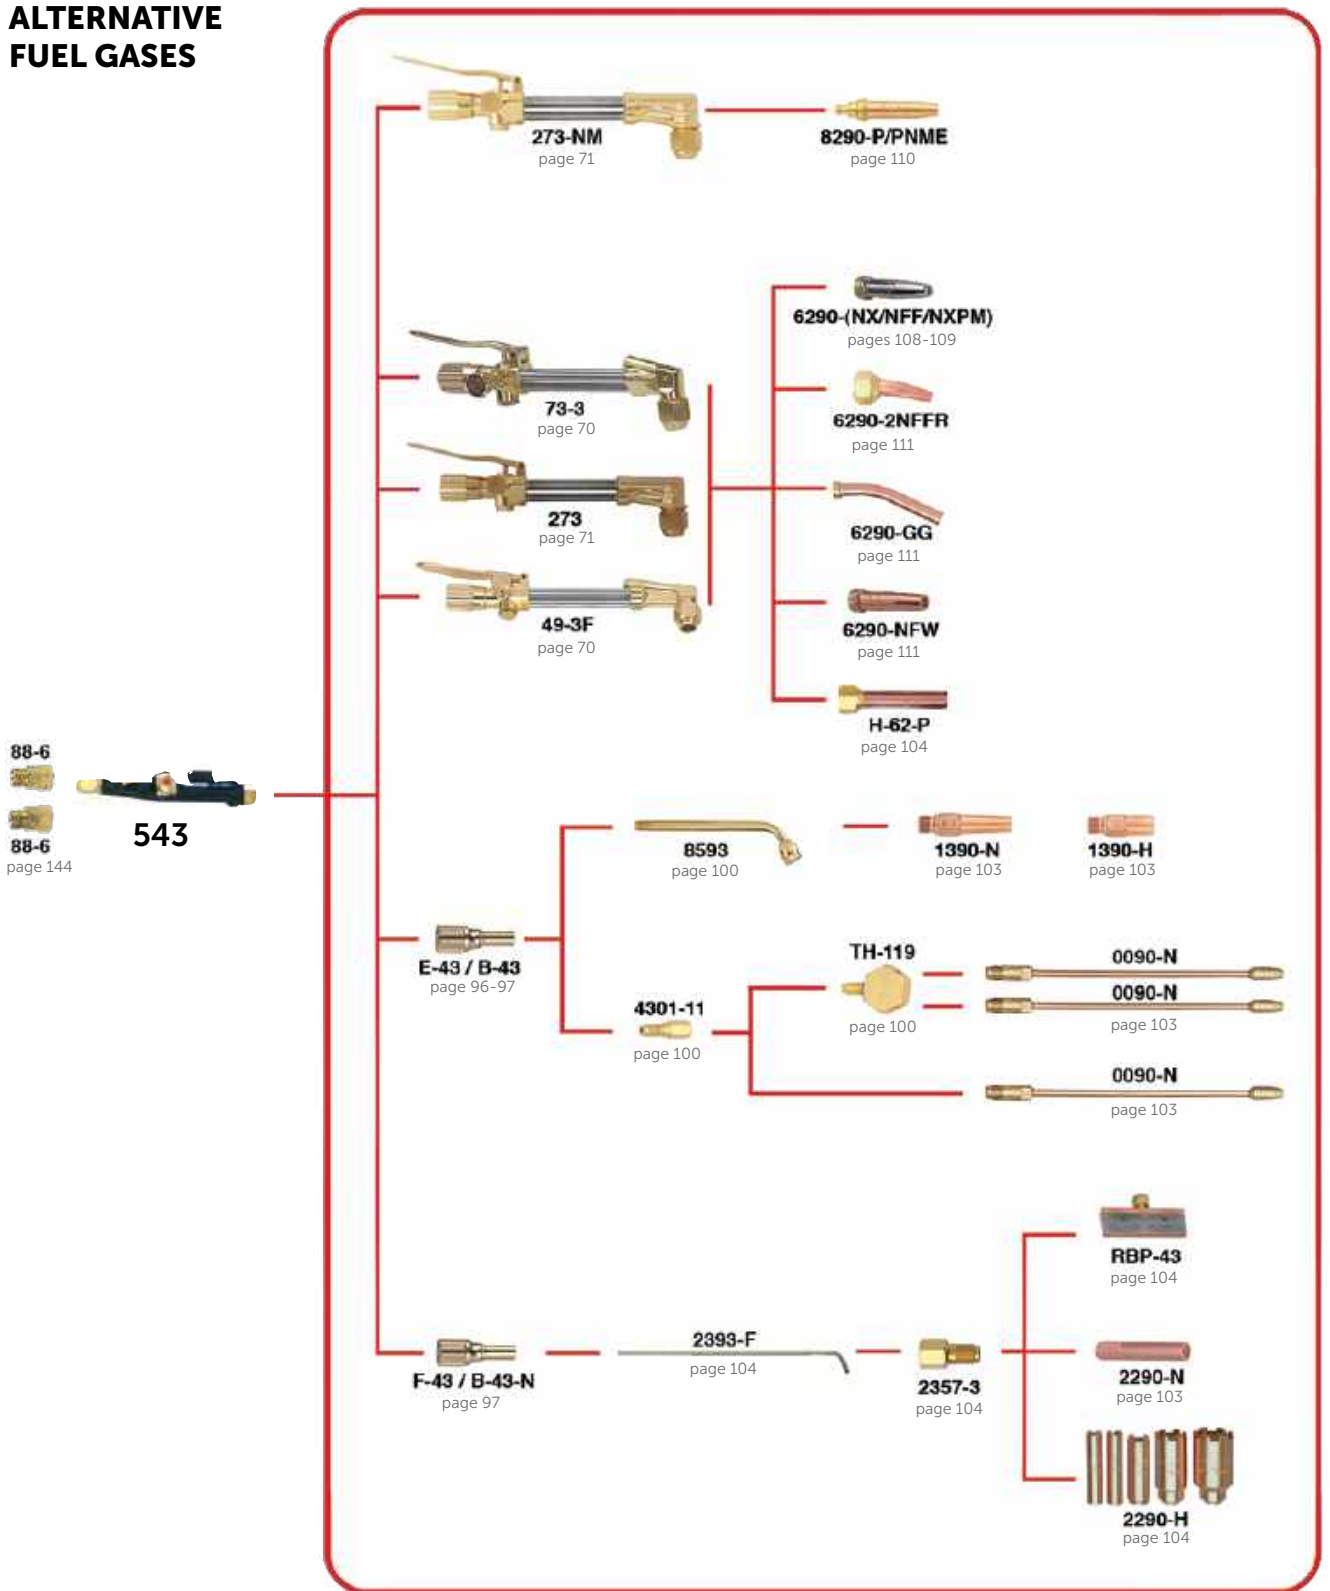 ALTERNATIVE
FUEL GASES
273-NM
page 71
8290-P/PNME
page 110
6290-(NX/NFF/NXPM)
pages 108-109
73-3
page 70
6290-2NFFR
page 111
273
page 71
6290-GG
page 111
49-3F
page 70
6290-NFW
page 111
H-62-P
page 104
88-6
88-6
page 144
543
8593
page 100
1390-N
page 103
1390-H
page 103
E-43 / B-43
page 96-97
4301-11
page 100
TH-119
page 100
0090-N
0090-N
page 103
0090-N
page 103
RBP-43
page 104
F-43 / B-43-N
page 97
2393-F
page 104
2357-3
page 104
2290-N
page 103
2290-H
page 104